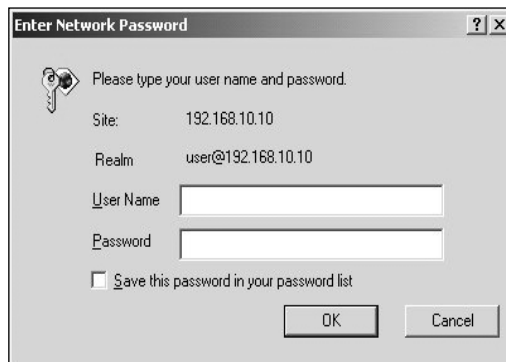 Enter Network Password
? X
Please type your user name and password.
Site: 192.168.10.10
Realm user@192.168.10.10
User Name
Password
Save this password in your password list
OK Cancel